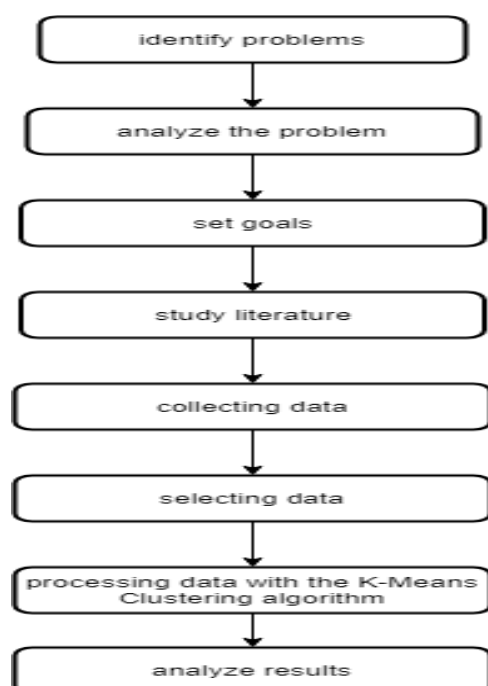 identify problems
analyze the problem
set goals
study literature
collecting data
selecting data
processing data with the K-Means
Clustering algorithm
analyze results